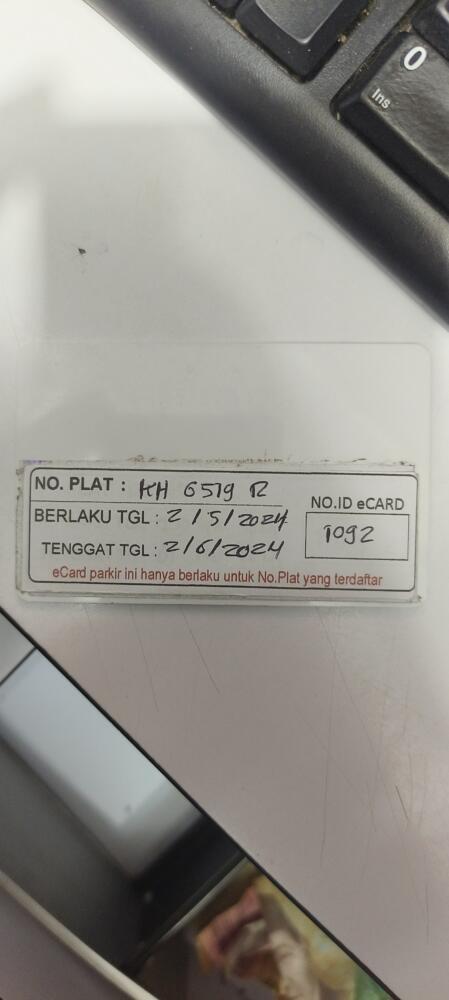 0
Ins
NO. PLAT : KH 6519 R
NO.ID eCARD
BERLAKU TGL : 2/5/2024
1092
TENGGAT TGL : 2/6/2024
eCard parkir ini hanya berlaku untuk No.Plat yang terdaftar